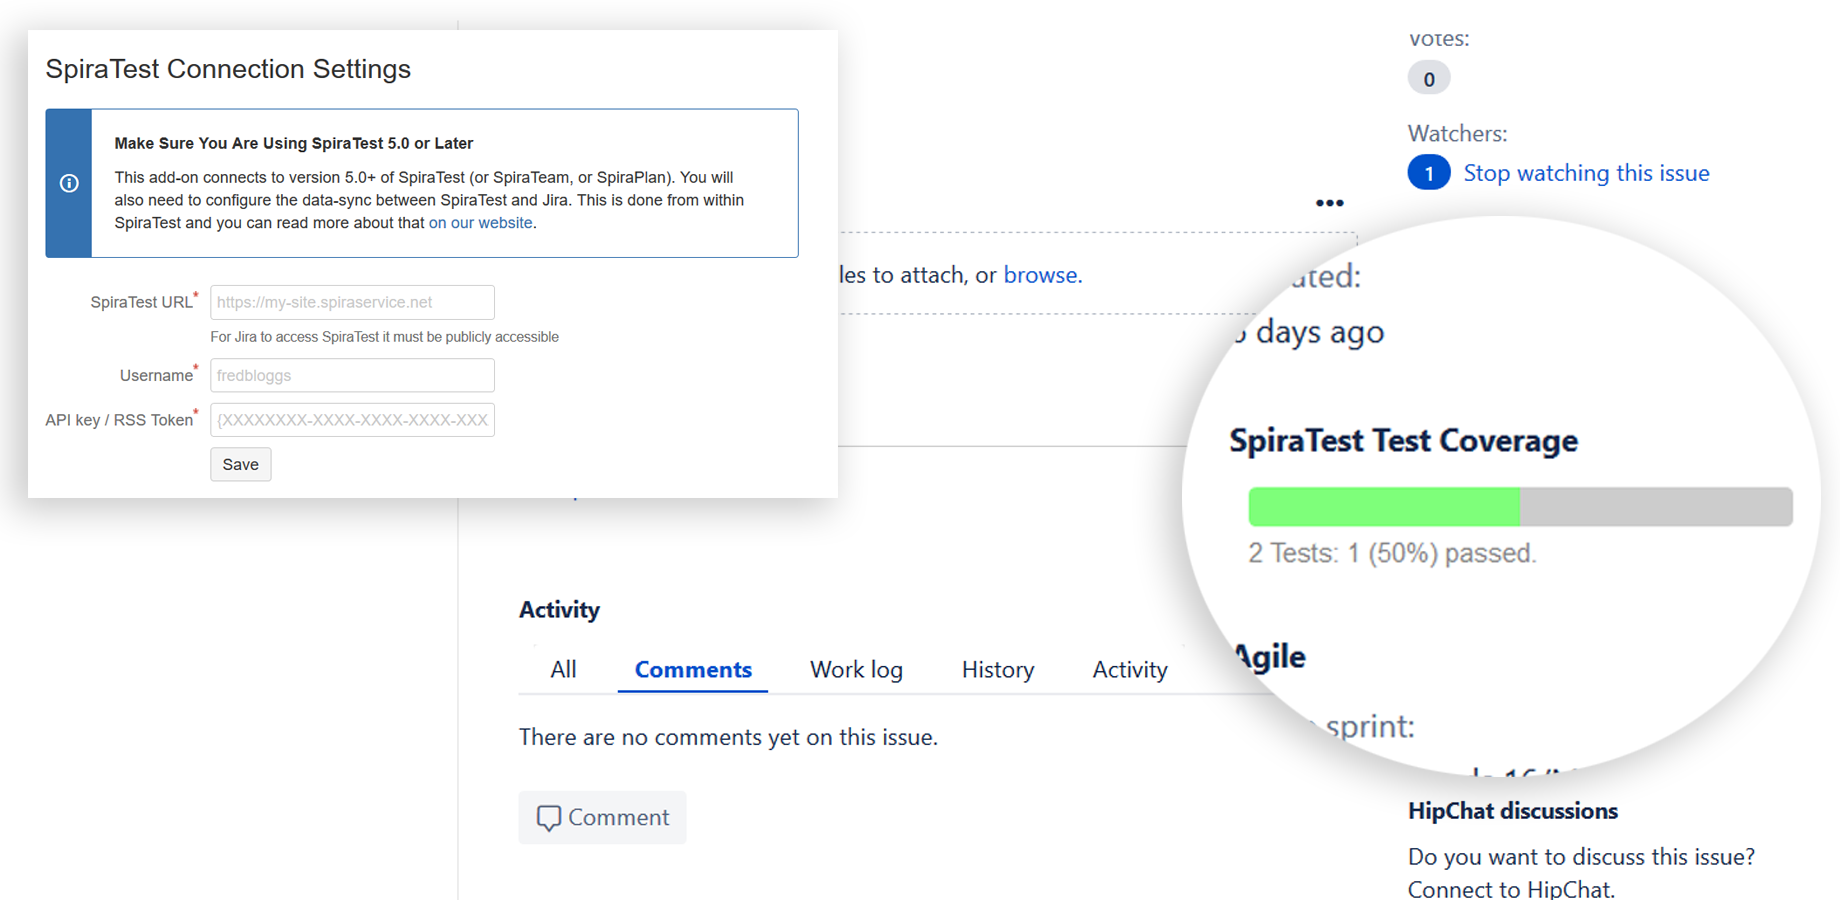 SpiraTest Connection Settings
Make Sure You Are Using SpiraTest 5.0 or Later
This add-on connects to version 5.0+ of SpiraTest (or SpiraTeam, or SpiraPlan). You will
also need to configure the data-sync between SpiraTest and Jira. This is done from within
SpiraTest and you can read more about that on our website.
SpiraTest URL* https://my-site.spiraservice.net
For Jira to access SpiraTest it must be publicly accessible
Username* fredbloggs
API key / RSS Token* {XXXXXXXX-XXXX-XXXX-XXXX-XXX
Save
to attach, or browse.
Activity
All Comments Work log History Activity
There are no comments yet on this issue.
Comment
Votes:
0
Watchers:
1 Stop watching this issue
days ago
SpiraTest Test Coverage
2 Tests: 1 (50%) passed.
Agile
sprint:
HipChat discussions
Do you want to discuss this issue?
Connect to HipChat.